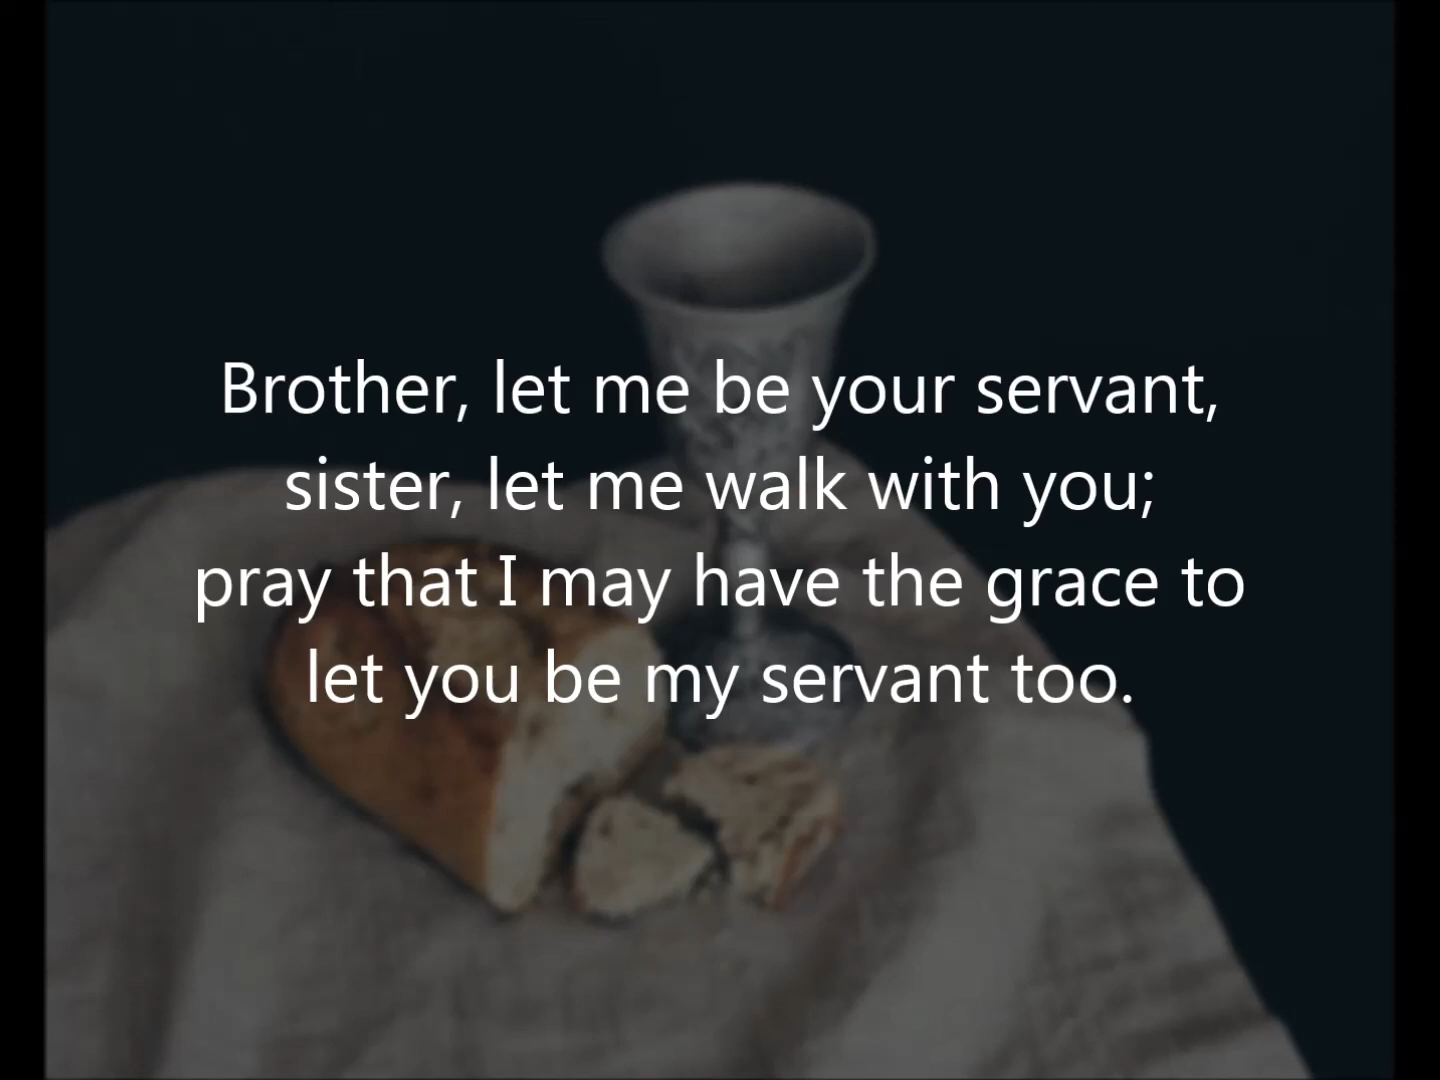 Brother, let me be your servant,
sister, let me walk with you;
pray that I may have the grace to
let you be my servant too.